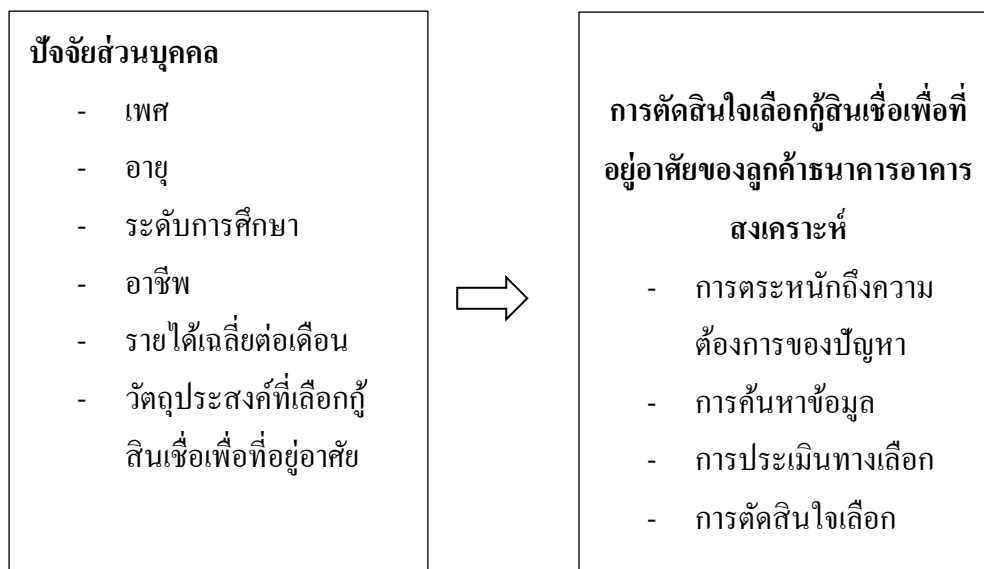 ปัจจัยส่วนบุคคล
- เพศ
- อายุ
- ระดับการศึกษา
- อาชีพ
- รายได้เฉลี่ยต่อเดือน
- วัตถุประสงค์ที่เลือกกู้
สินเชื่อเพื่อที่อยู่อาศัย
การตัดสินใจเลือกกู้สินเชื่อเพื่อที่
อยู่อาศัยของลูกค้าธนาคารอาคาร
สงเคราะห์
- การตระหนักถึงความ
ต้องการของปัญหา
- การค้นหาข้อมูล
- การประเมินทางเลือก
- การตัดสินใจเลือก